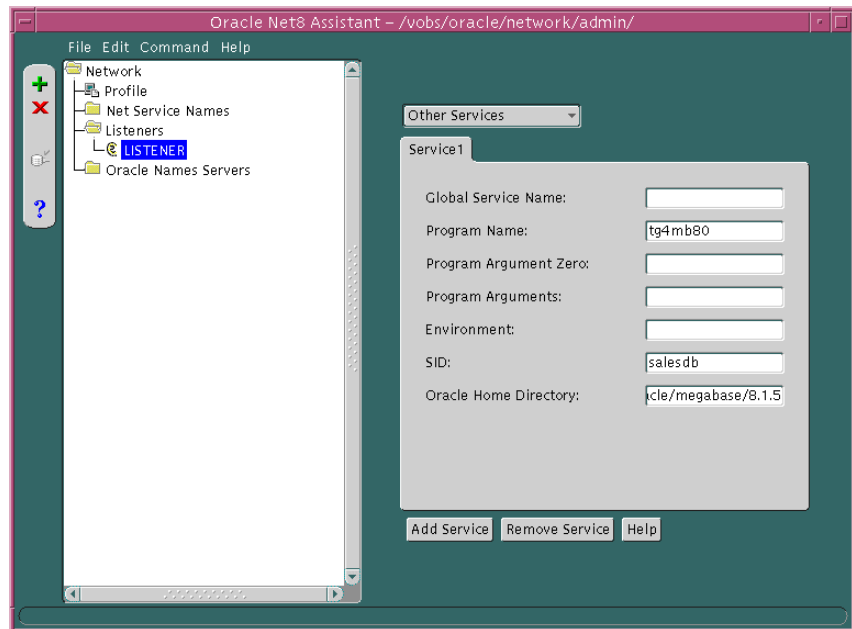 Oracle Net8 Assistant – /vobs/oracle/network/admin/
File Edit Command Help
Network
Profile
Net Service Names
Listeners
LISTENER
Oracle Names Servers
?
Other Services
Service1
Global Service Name:
Program Name: tg4mb80
Program Argument Zero:
Program Arguments:
Environment:
SID: salesdb
Oracle Home Directory: cle/megabase/8.1.5
Add Service Remove Service Help